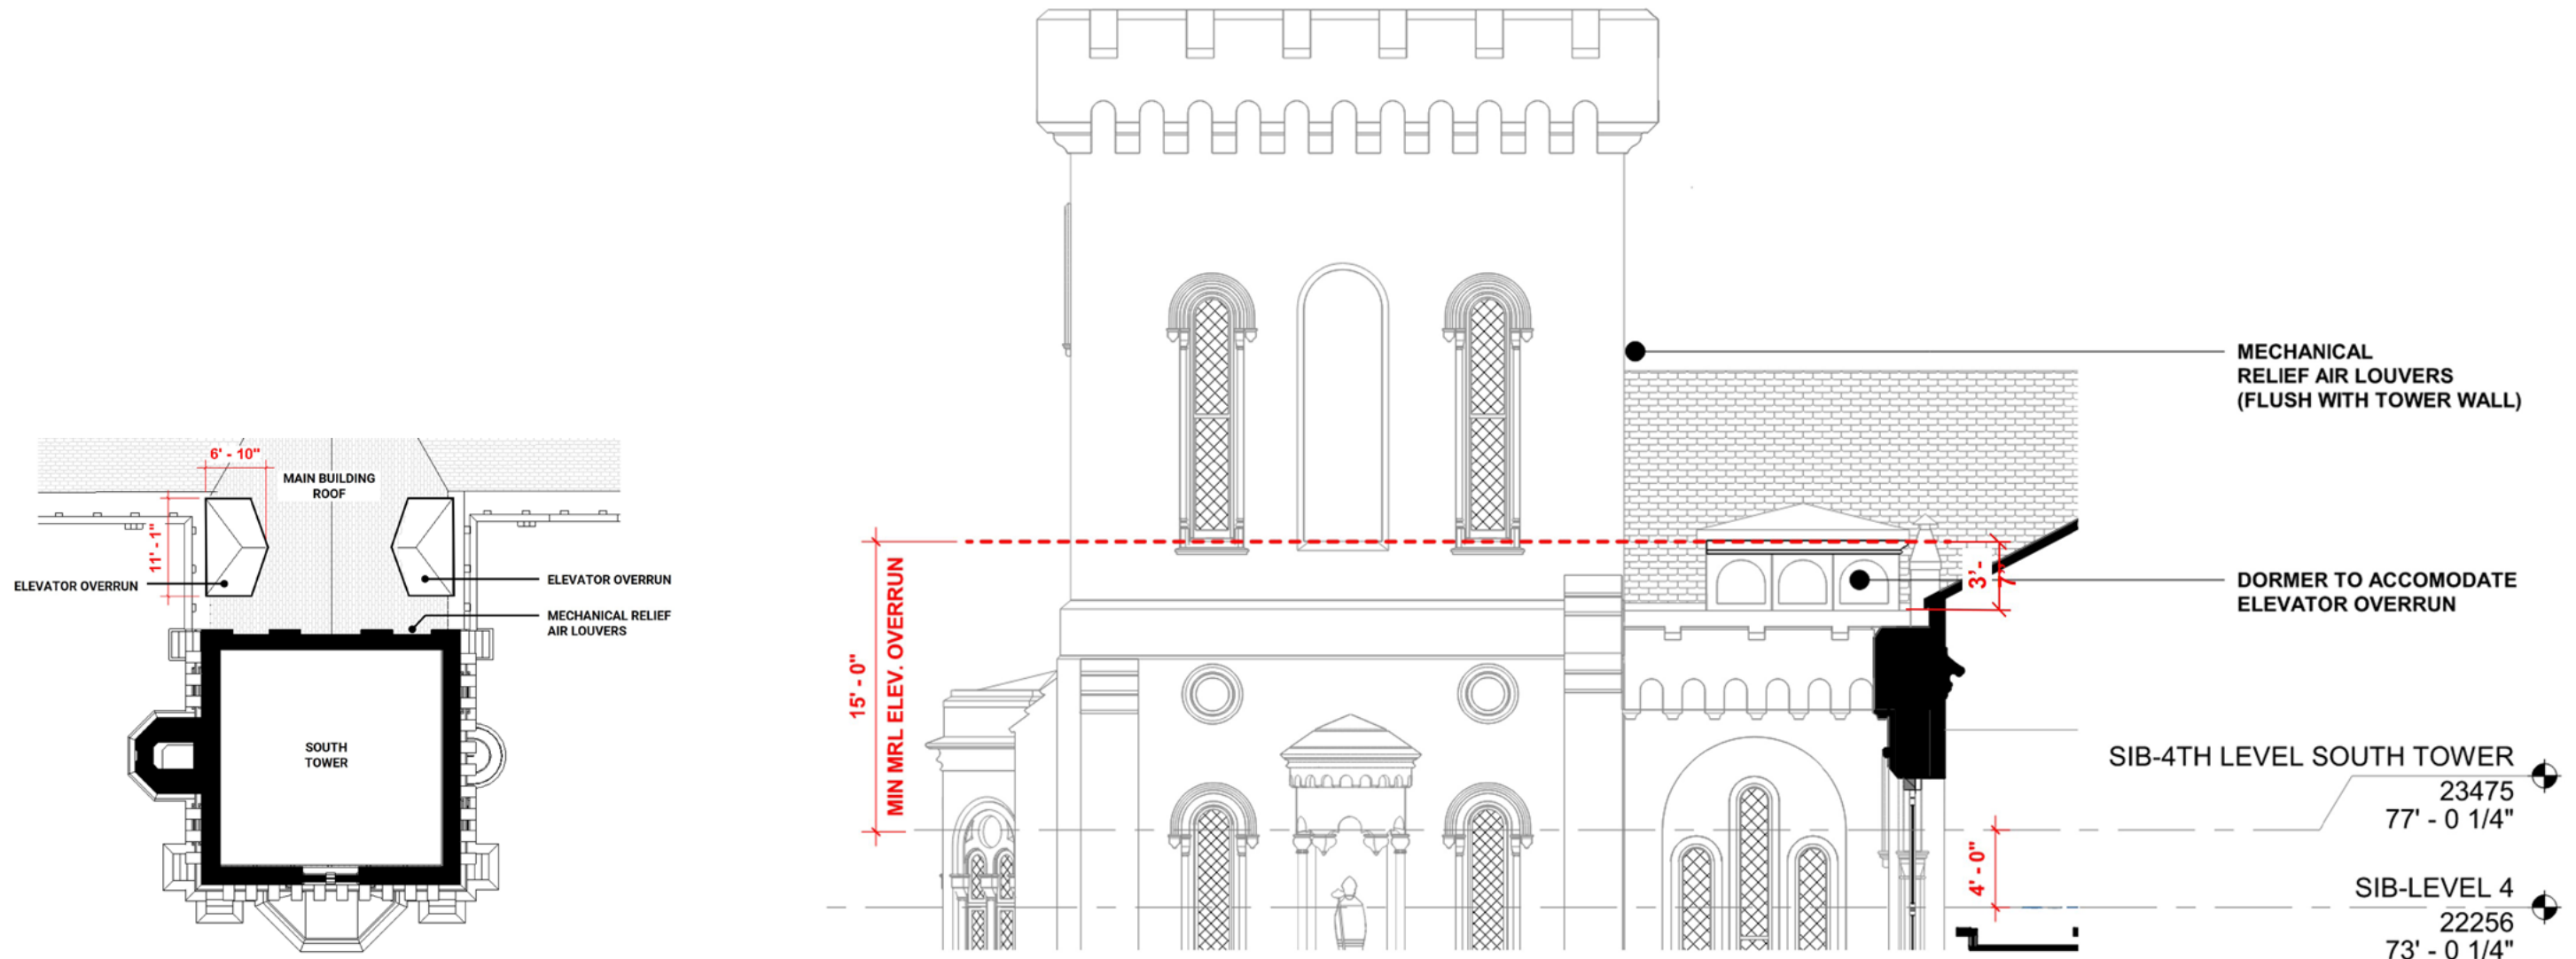 6' - 10"
MAIN BUILDING
ROOF
11' - 1"
ELEVATOR OVERRUN
ELEVATOR OVERRUN
MECHANICAL RELIEF
AIR LOUVERS
SOUTH
TOWER
15' - 0"
MIN MRL ELEV. OVERRUN
MECHANICAL
RELIEF AIR LOUVERS
(FLUSH WITH TOWER WALL)
3' -
DORMER TO ACCOMODATE
ELEVATOR OVERRUN
SIB-4TH LEVEL SOUTH TOWER
23475
77' - 0 1/4"
4' - 0"
SIB-LEVEL 4
22256
73' - 0 1/4"